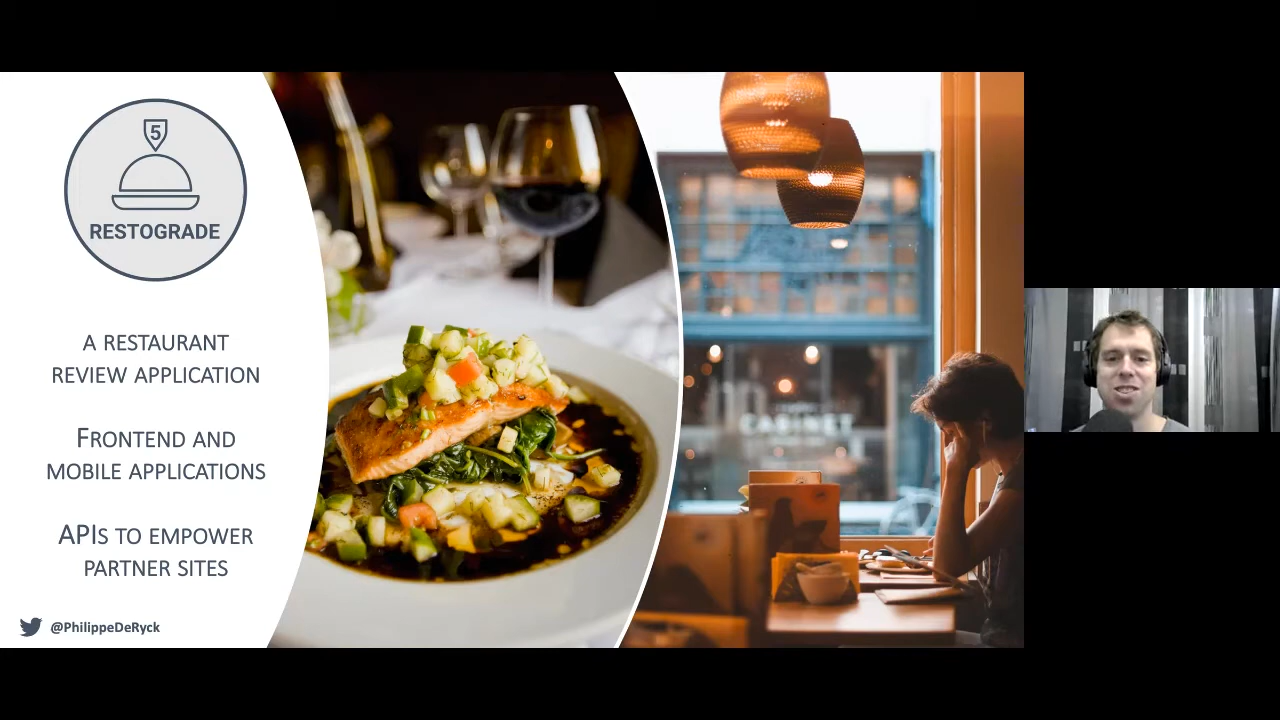 5
RESTOGRADE
A RESTAURANT
REVIEW APPLICATION
FRONTEND AND
MOBILE APPLICATIONS
APIS TO EMPOWER
PARTNER SITES
@PhilippeDeRyck
CABINET